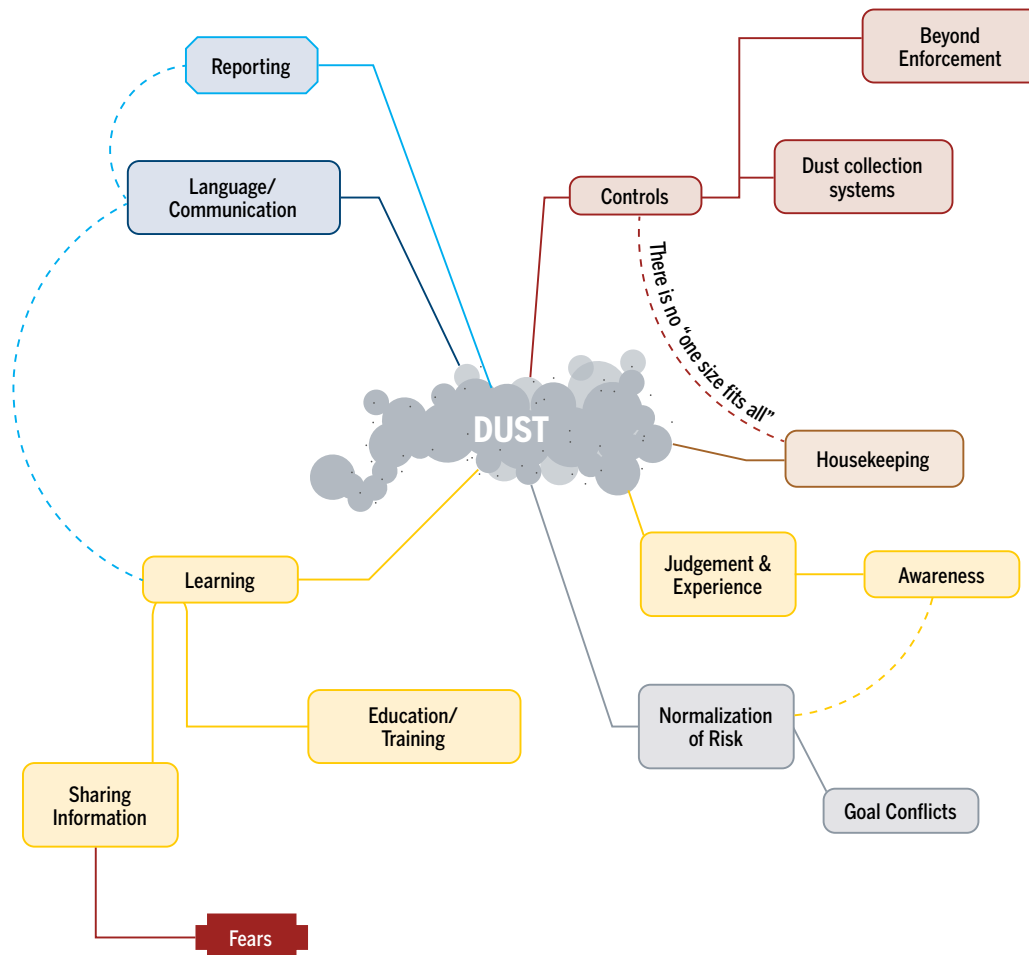 Reporting
Language/
Communication
Beyond
Enforcement
Dust collection
systems
Controls
There is no “one size fits all”
DUST
Housekeeping
Learning
Judgement &
Experience
Awareness
Education/
Training
Normalization
of Risk
Sharing
Information
Goal Conflicts
Fears